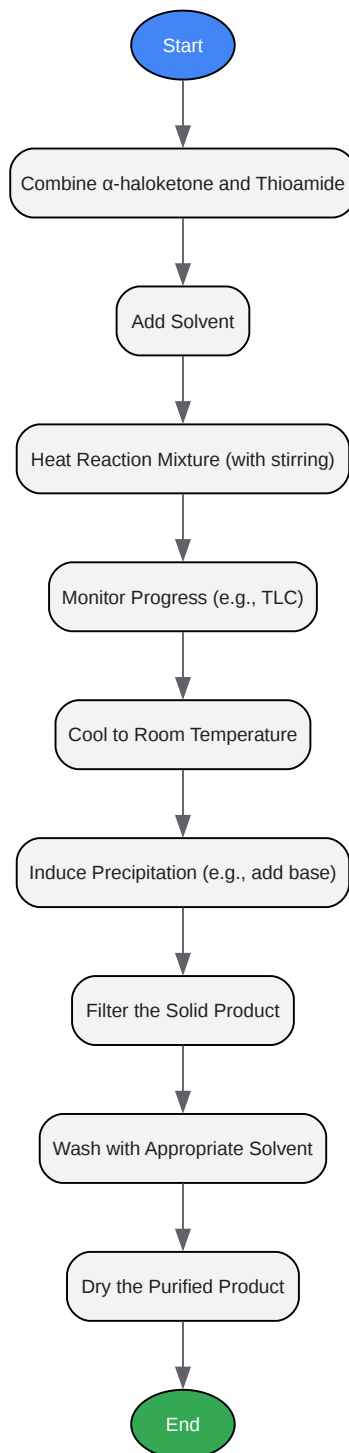 Start
Combine α-haloketone and Thioamide
Add Solvent
Heat Reaction Mixture (with stirring)
Monitor Progress (e.g., TLC)
Cool to Room Temperature
Induce Precipitation (e.g., add base)
Filter the Solid Product
Wash with Appropriate Solvent
Dry the Purified Product
End